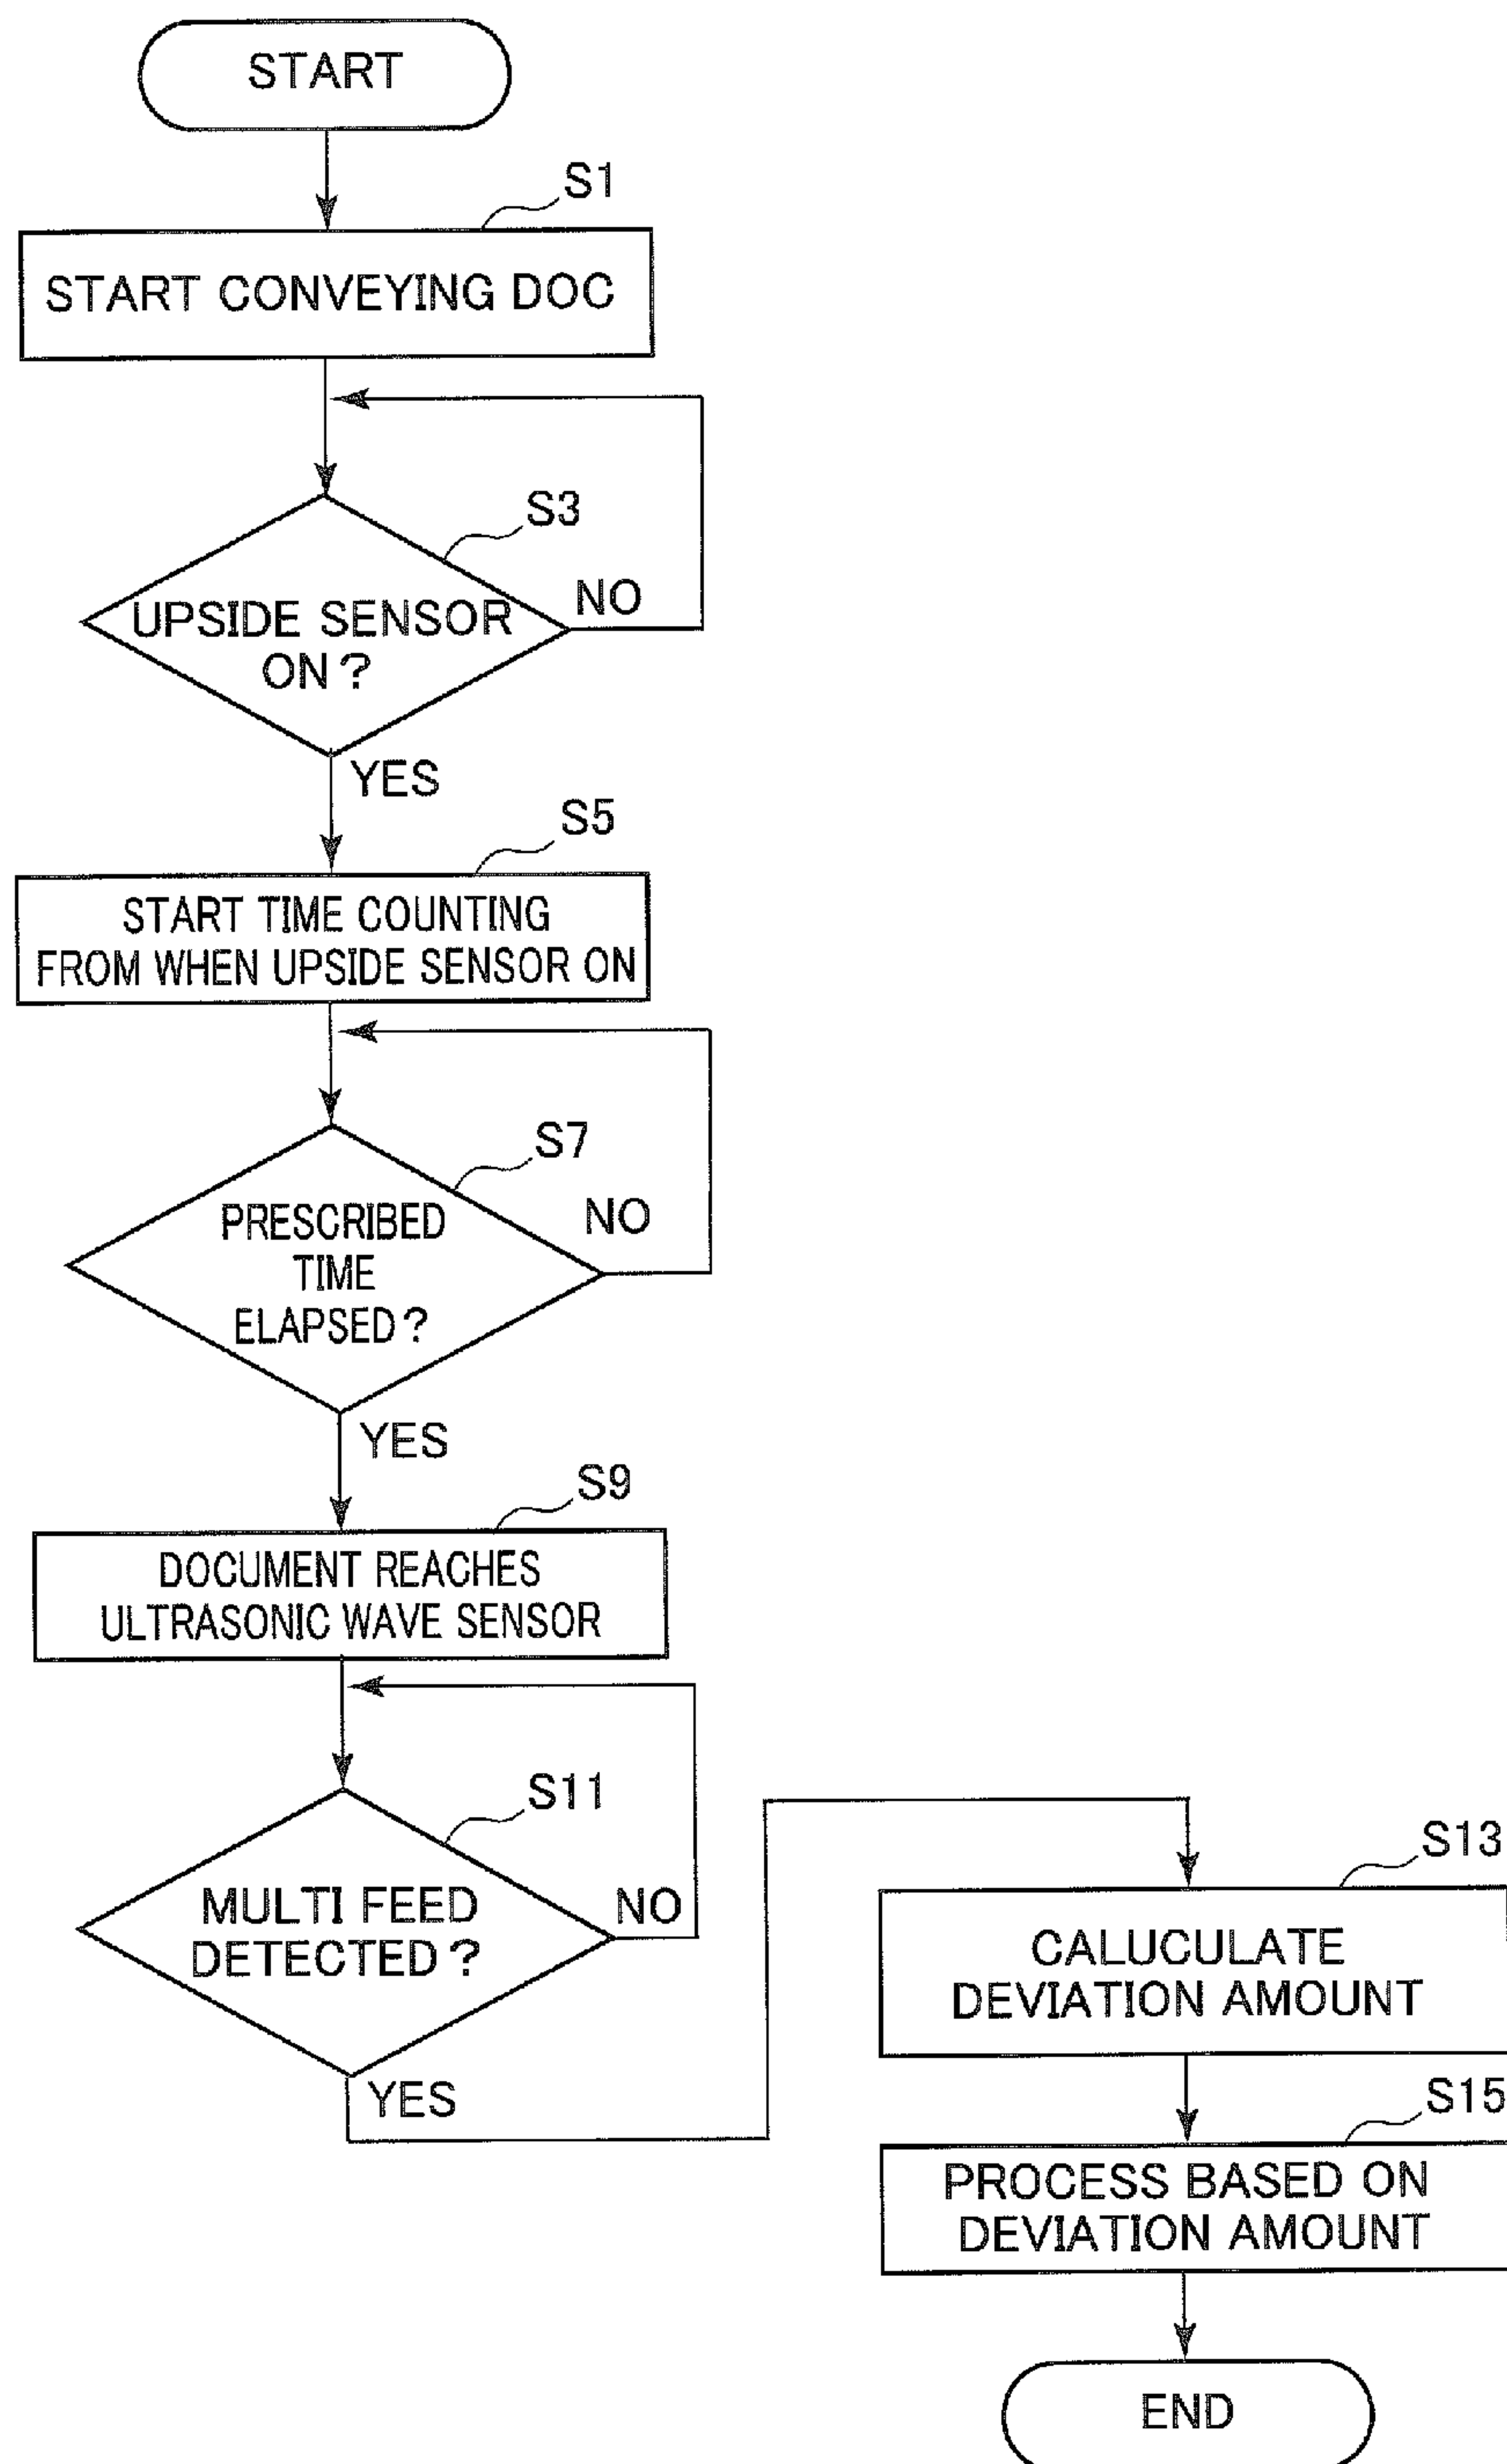 START
S1
START CONVEYING DOC
S3
UPSIDE SENSOR
ON?
NO
YES
S5
START TIME COUNTING
FROM WHEN UPSIDE SENSOR ON
S7
PRESCRIBED
TIME
ELAPSED?
NO
YES
S9
DOCUMENT REACHES
ULTRASONIC WAVE SENSOR
S11
MULTI FEED
DETECTED?
NO
YES
S13
CALUCULATE
DEVIATION AMOUNT
S15
PROCESS BASED ON
DEVIATION AMOUNT
END